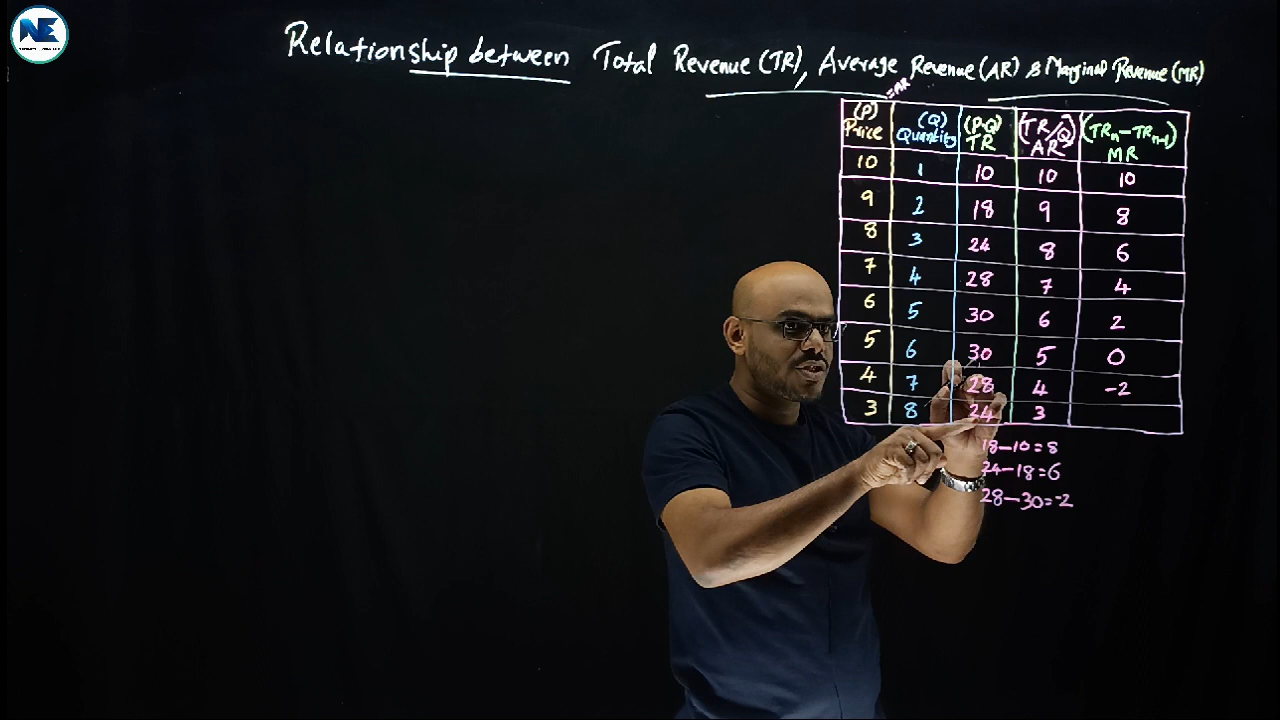 NE
Relationship between Total Revenue (TR), Average Revenue (AR) & Marginal Revenue (MR)
=AR
(P) Price (Q) Quantity (P·Q) TR (TR/Q) AR (TRn-TRn-1) MR
10 1 10 10 10
9 2 18 9 8
8 3 24 8 6
7 4 28 7 4
6 5 30 6 2
5 6 30 5 0
4 7 28 4 -2
3 8 24 3
18-10=8
24-18=6
28-30=-2